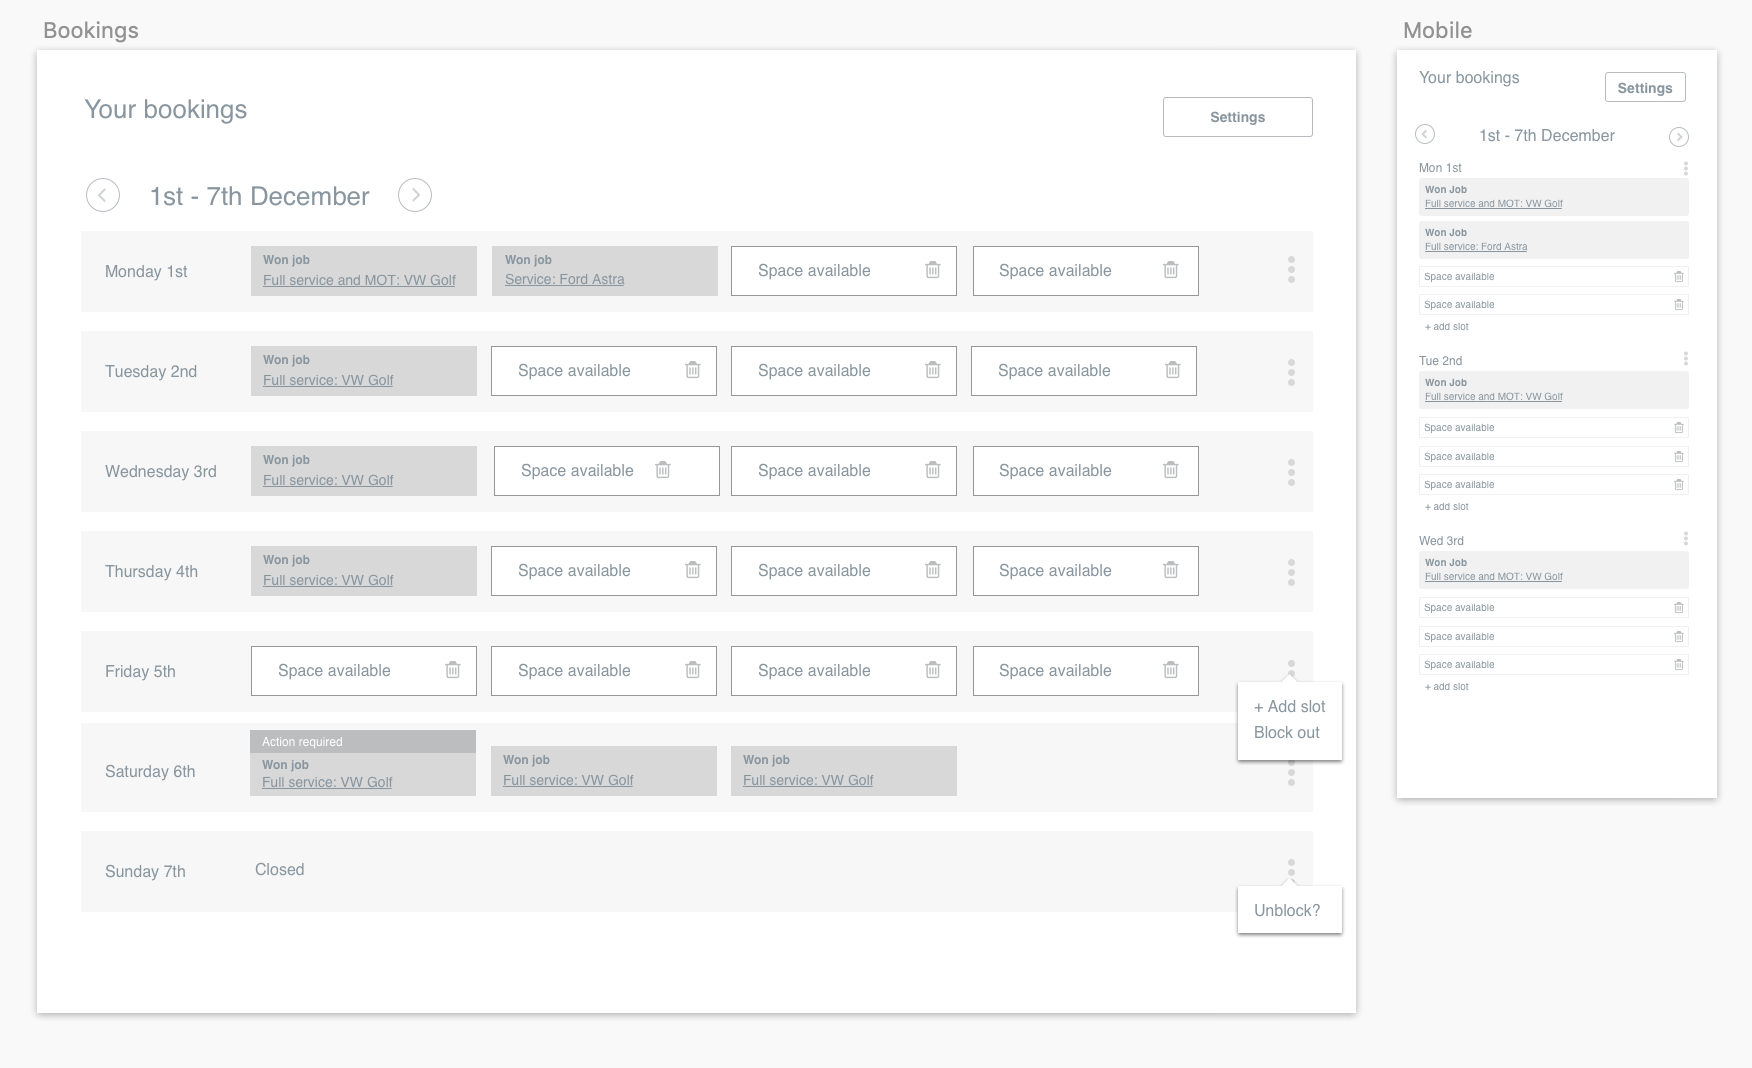 Bookings
Your bookings
Settings
1st - 7th December
Monday 1st
Won job
Full service and MOT: VW Golf
Won job
Service: Ford Astra
Space available
Space available
Tuesday 2nd
Won job
Full service: VW Golf
Space available
Space available
Space available
Wednesday 3rd
Won job
Full service: VW Golf
Space available
Space available
Space available
Thursday 4th
Won job
Full service: VW Golf
Space available
Space available
Space available
Friday 5th
Space available
Space available
Space available
Space available
+ Add slot
Block out
Saturday 6th
Action required
Won job
Full service: VW Golf
Won job
Full service: VW Golf
Won job
Full service: VW Golf
Sunday 7th
Closed
Unblock?
Mobile
Your bookings
Settings
1st - 7th December
Mon 1st
Won Job
Full service and MOT: VW Golf
Won Job
Full service: Ford Astra
Space available
Space available
+ add slot
Tue 2nd
Won Job
Full service and MOT: VW Golf
Space available
Space available
Space available
+ add slot
Wed 3rd
Won Job
Full service and MOT: VW Golf
Space available
Space available
Space available
+ add slot